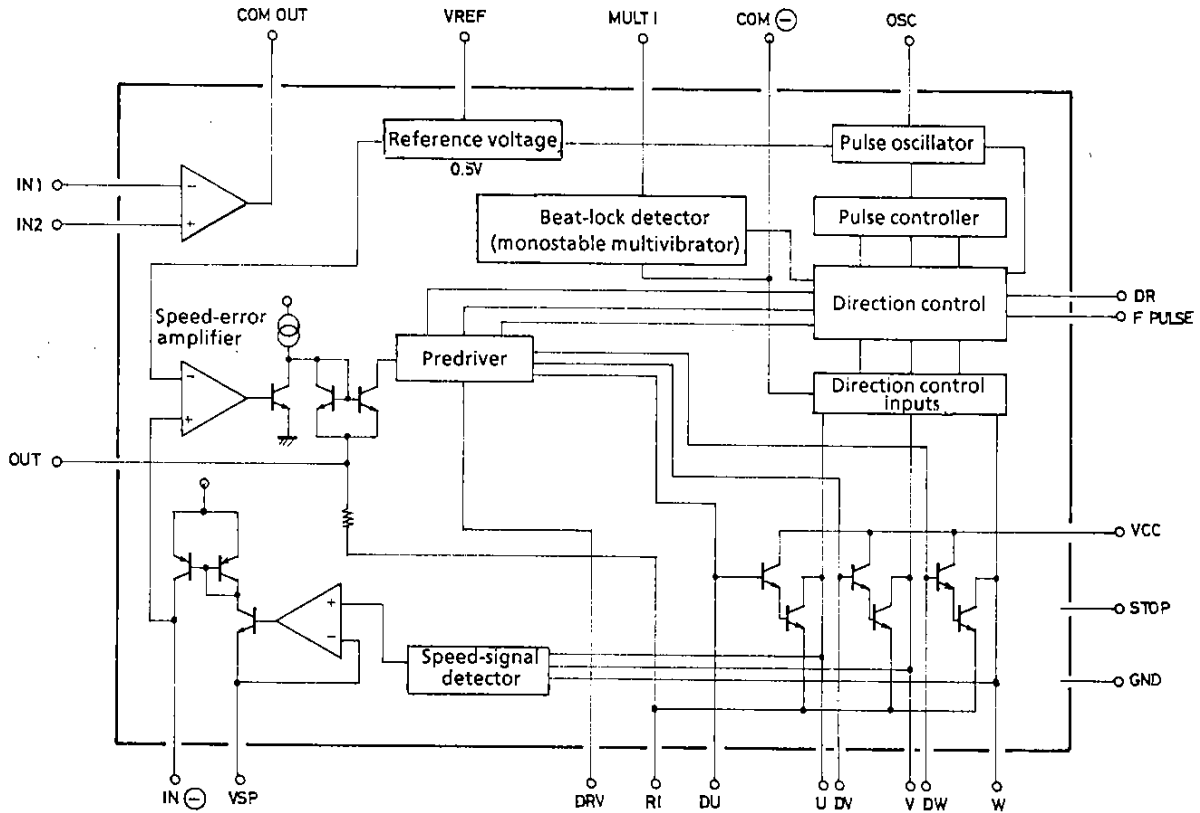 COM OUT
VREF
MULTI
COM ⊖
OSC
Reference voltage
0.5V
Pulse oscillator
IN1
IN2
Beat-lock detector
(monostable multivibrator)
Pulse controller
Direction control
DR
F PULSE
Speed-error
amplifier
Predriver
Direction control
inputs
OUT
VCC
STOP
Speed-signal
detector
GND
IN ⊖
VSP
DRV
RI
DU
U
DV
V
DW
W
−
+
−
+
+
−